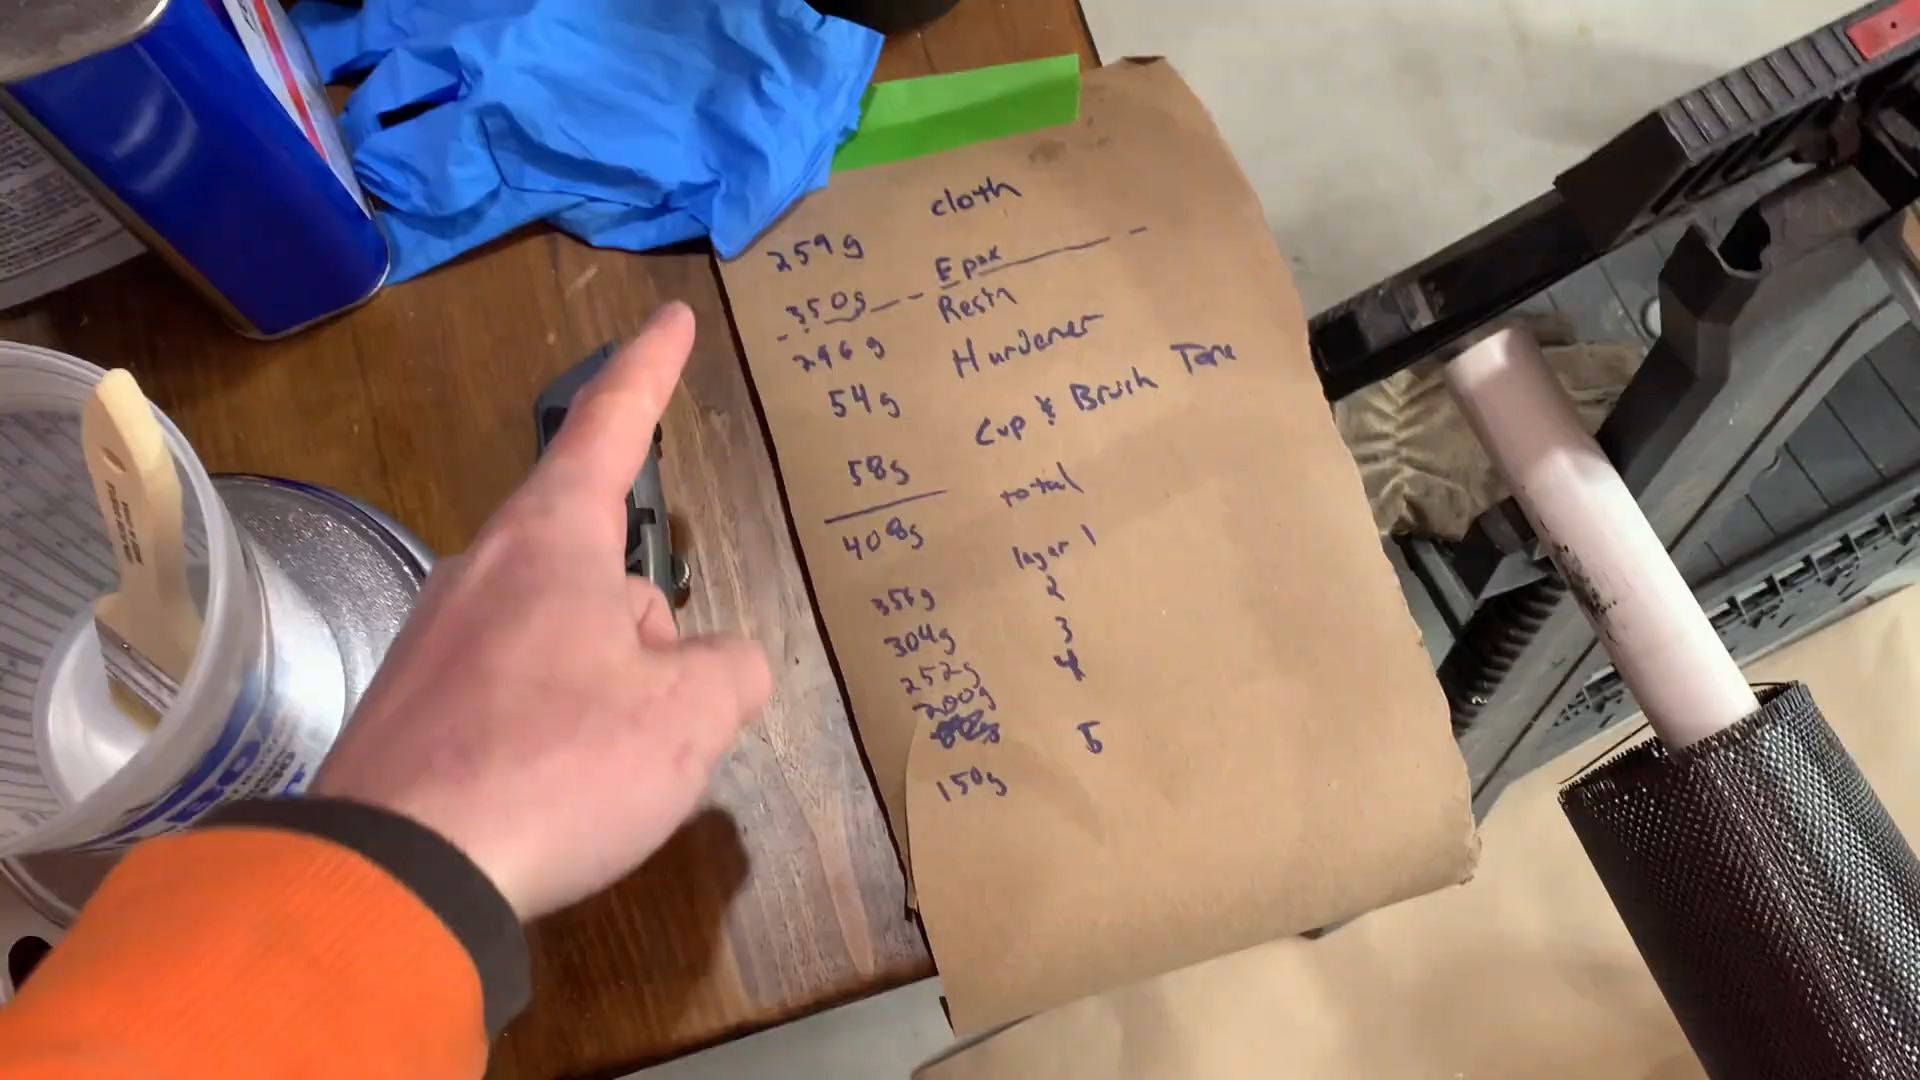 259g cloth
350g Epox
296g Resin
54g Hardener
58g Cup & Brush Tare
408g total
356g layer 1
304g 2
252g 3
200g 4
150g 5